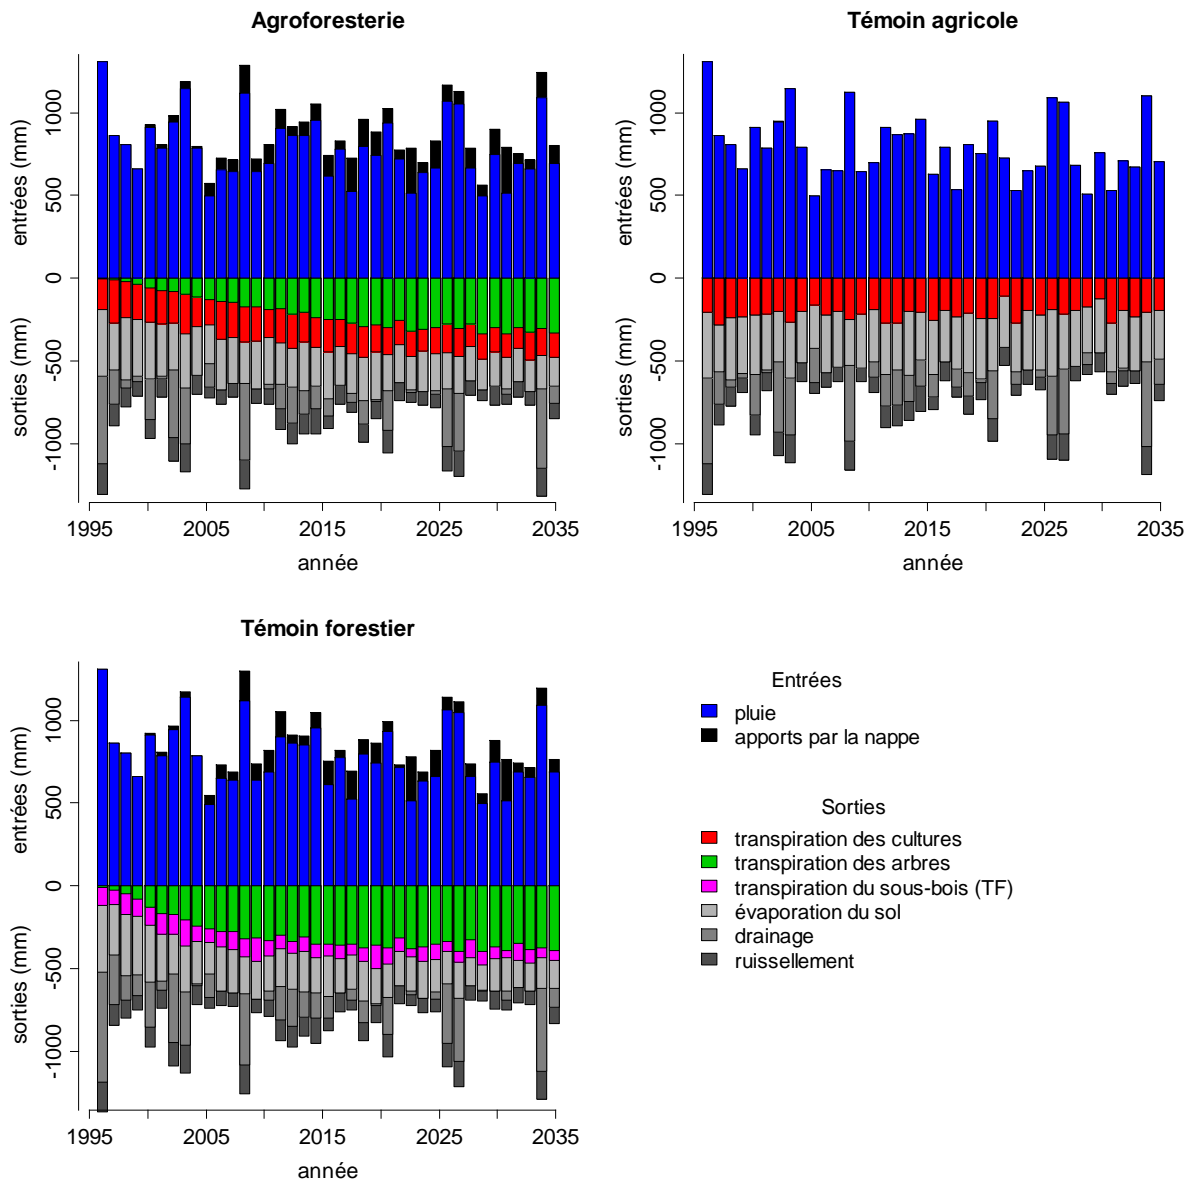 Agroforesterie
entrées (mm)
sorties (mm)
1000
500
0
-500
-1000
1995
2005
2015
2025
2035
année
Témoin agricole
entrées (mm)
sorties (mm)
1000
500
0
-500
-1000
1995
2005
2015
2025
2035
année
Témoin forestier
entrées (mm)
sorties (mm)
1000
500
0
-500
-1000
1995
2005
2015
2025
2035
année
Entrées
pluie
apports par la nappe
Sorties
transpiration des cultures
transpiration des arbres
transpiration du sous-bois (TF)
évaporation du sol
drainage
ruissellement